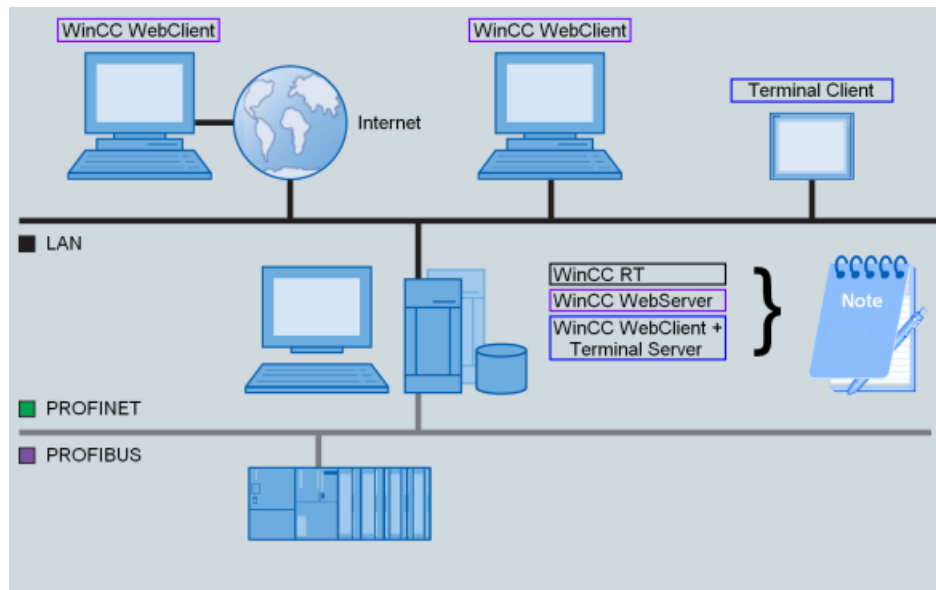 WinCC WebClient
WinCC WebClient
Terminal Client
Internet
LAN
WinCC RT
WinCC WebServer
WinCC WebClient +
Terminal Server
Note
PROFINET
PROFIBUS